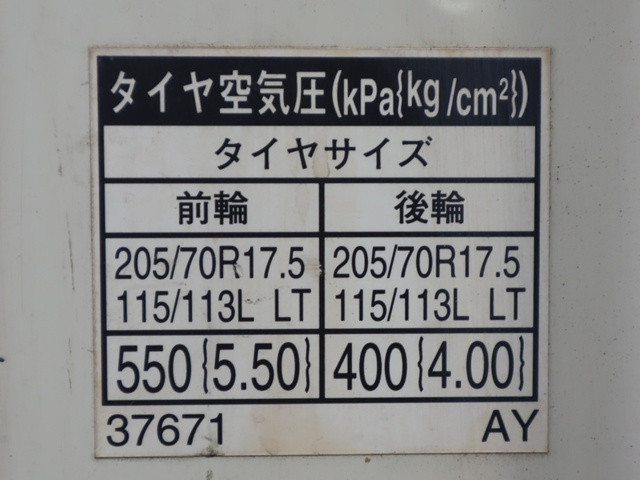 タイヤ空気圧(kPa{kg/cm²})
タイヤサイズ
前輪 後輪
205/70R17.5 205/70R17.5
115/113L LT 115/113L LT
550{5.50} 400{4.00}
37671 AY